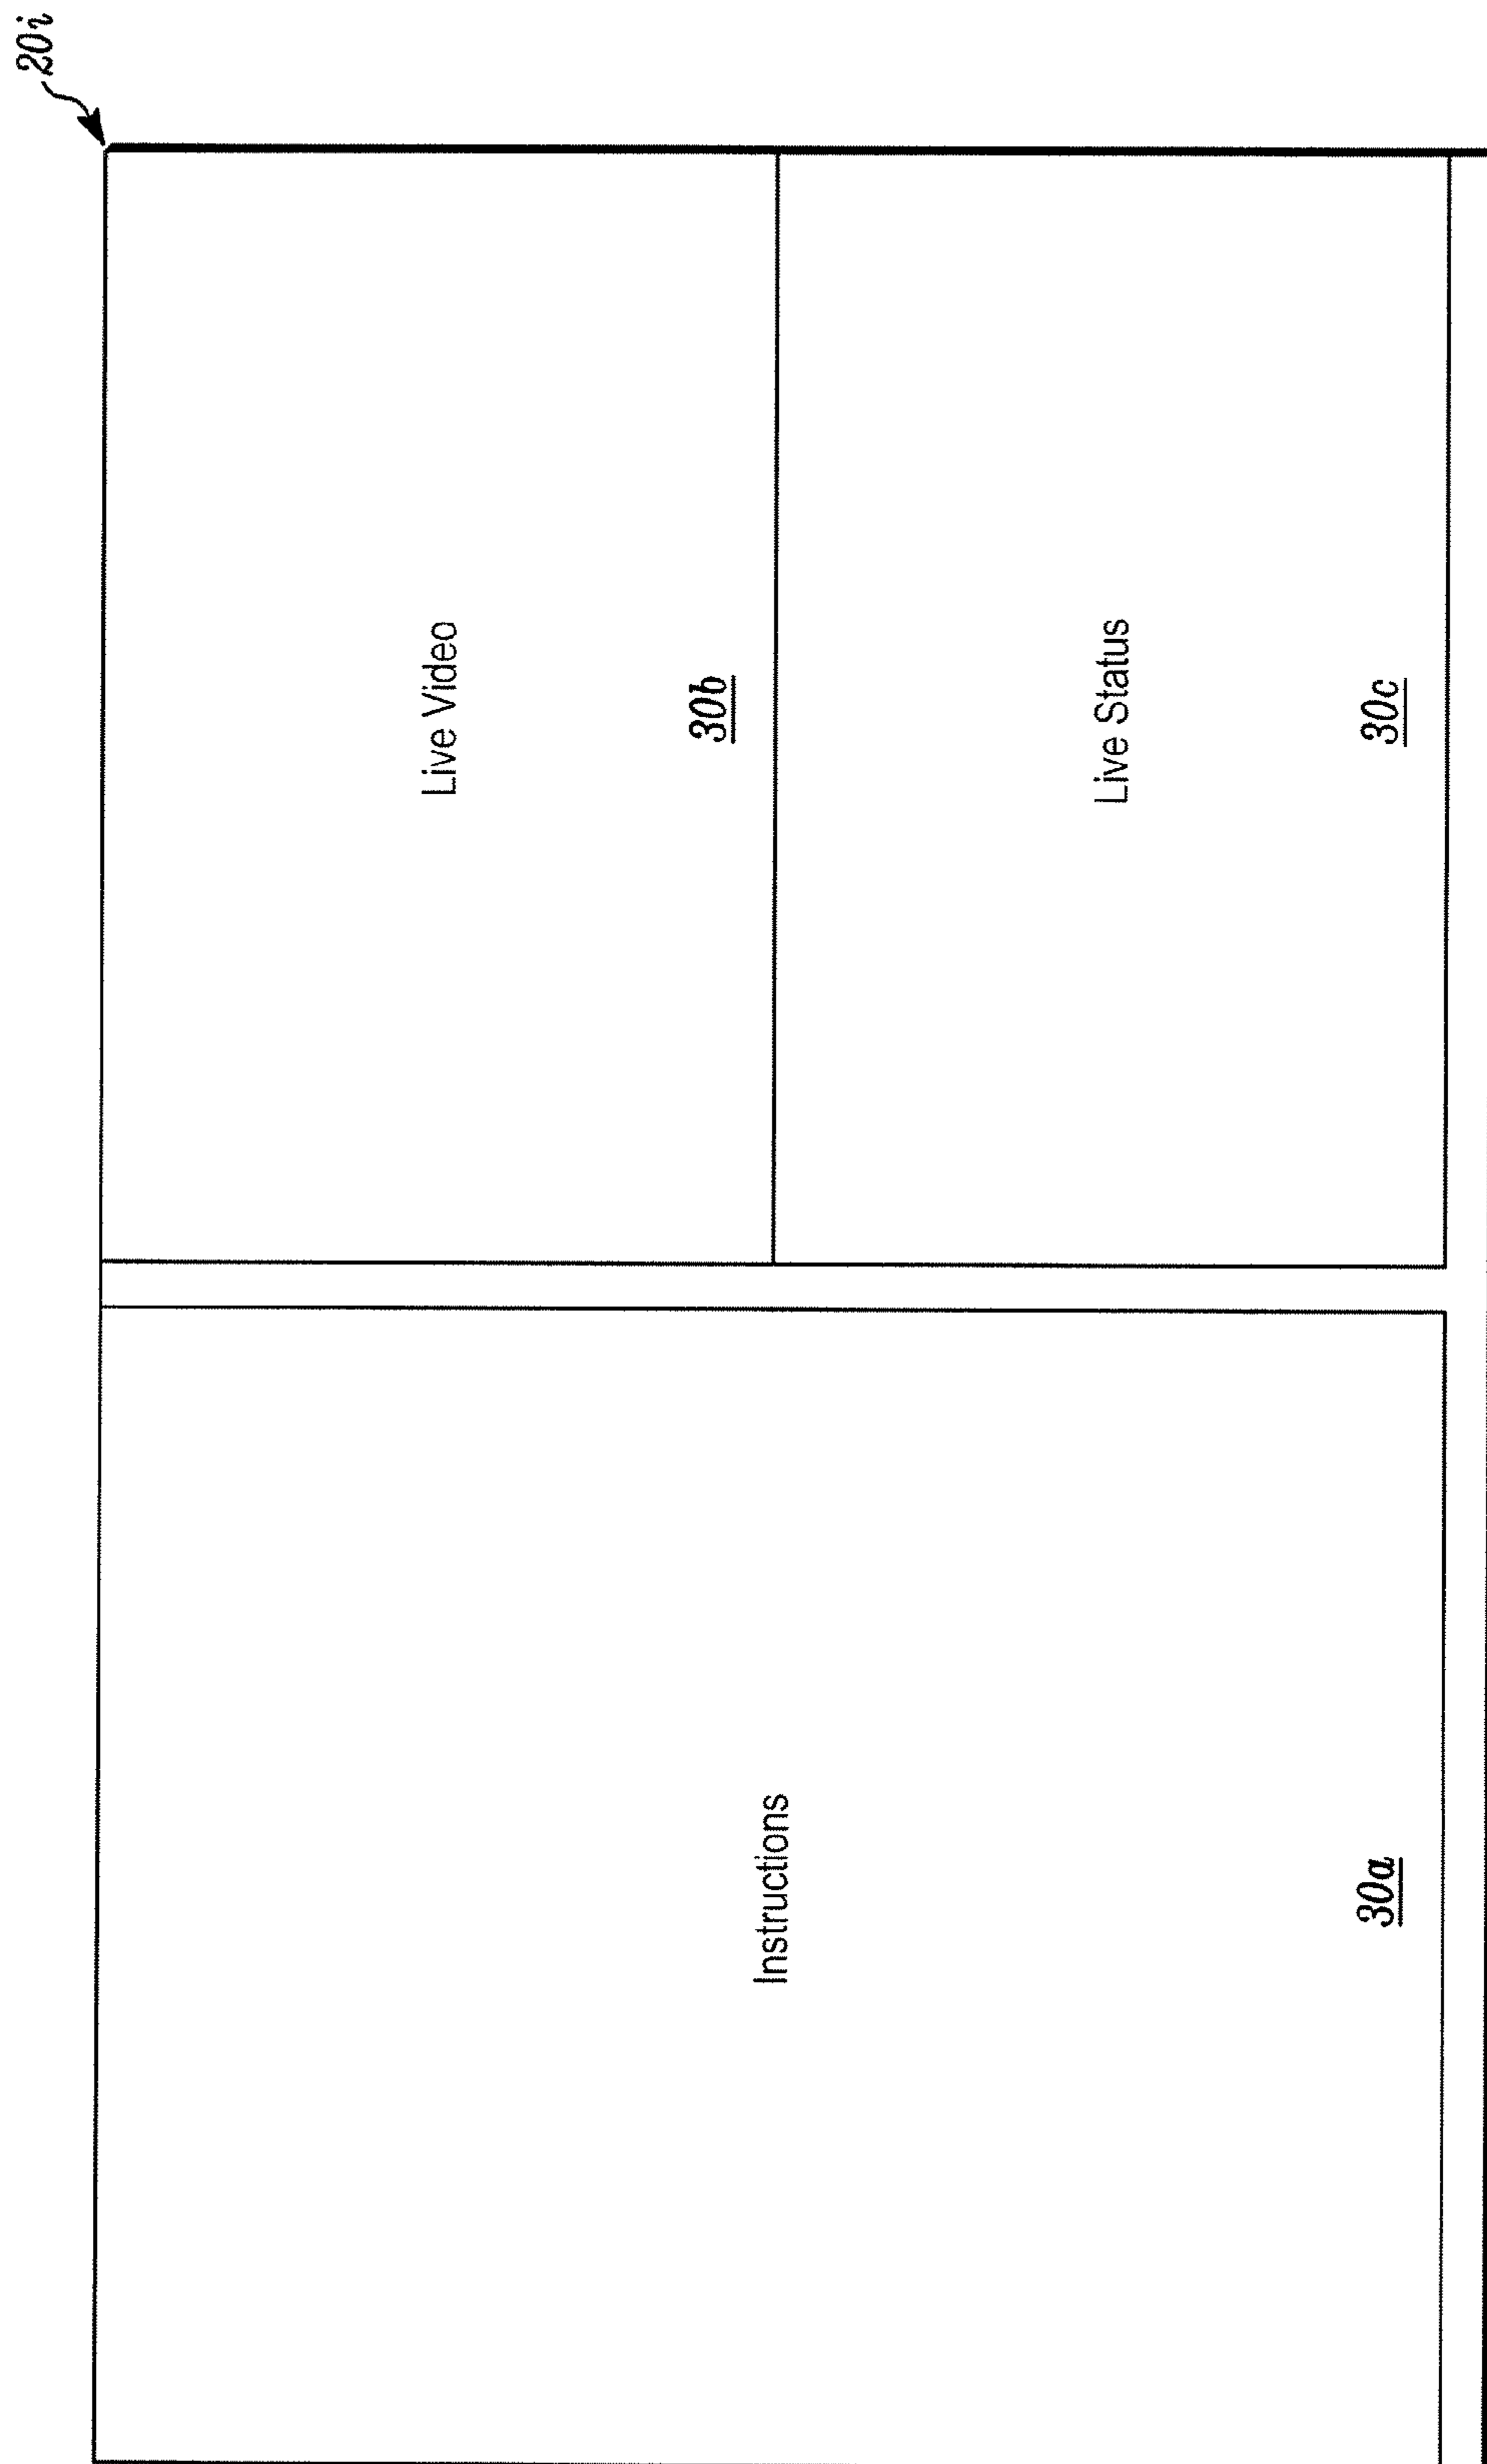 20i
Instructions
30a
Live Video
30b
Live Status
30c